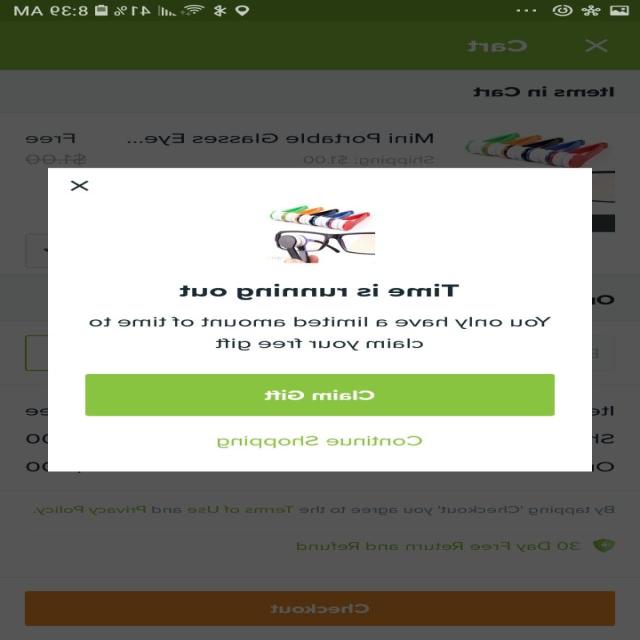 41% 8:39 AM
Cart
Items in Cart
Mini Portable Glasses Eye... Free
Shipping: $1.00 $1.00
Time is running out
You only have a limited amount of time to
claim your free gift
Claim Gift
Continue Shopping
By tapping 'Checkout' you agree to the Terms of Use and Privacy Policy.
30 Day Free Return and Refund
Checkout